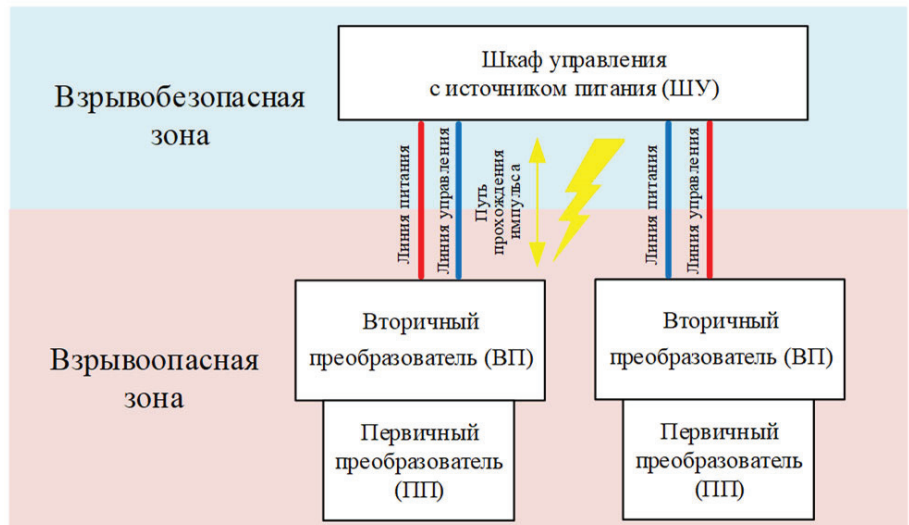 Шкаф управления
с источником питания (ШУ)
Взрывобезопасная
зона
Линия питания
Линия управления
Путь
прохождения
импульса
Линия питания
Линия управления
Вторичный
преобразователь (ВП)
Вторичный
преобразователь (ВП)
Взрывоопасная
зона
Первичный
преобразователь
(ПП)
Первичный
преобразователь
(ПП)